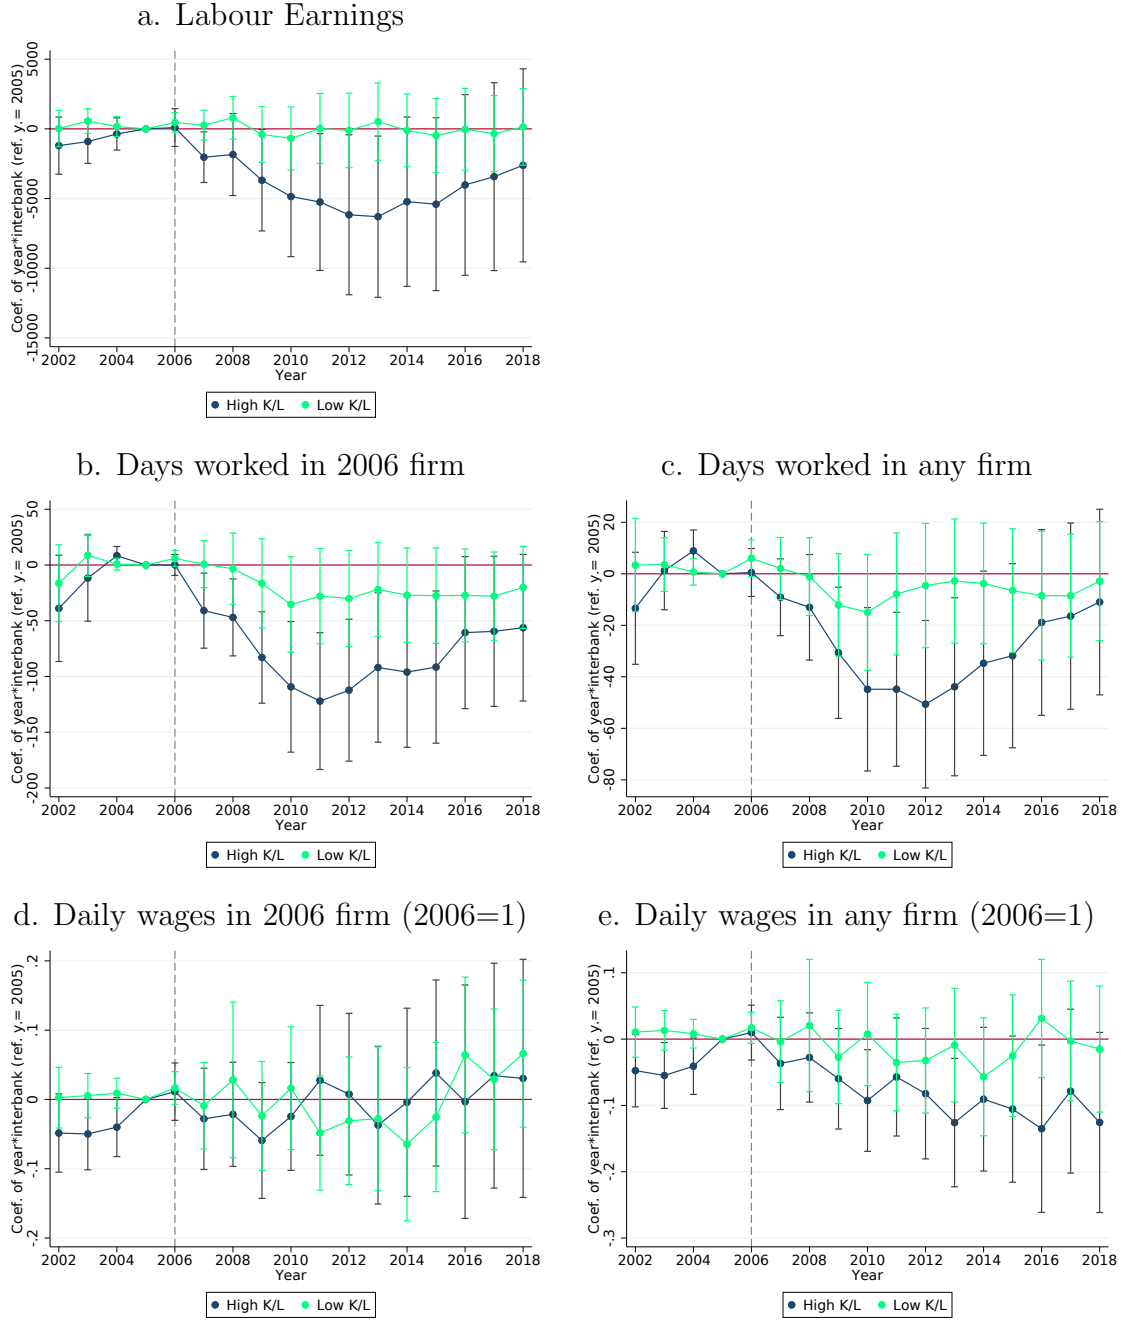 a. Labour Earnings
Coef. of year*interbank (ref. y.= 2005)
5000
0
-5000
-10000
-15000
2002 2004 2006 2008 2010 2012 2014 2016 2018
Year
High K/L Low K/L
b. Days worked in 2006 firm
Coef. of year*interbank (ref. y.= 2005)
50
0
-50
-100
-150
-200
2002 2004 2006 2008 2010 2012 2014 2016 2018
Year
High K/L Low K/L
c. Days worked in any firm
Coef. of year*interbank (ref. y.= 2005)
20
0
-20
-40
-60
-80
2002 2004 2006 2008 2010 2012 2014 2016 2018
Year
High K/L Low K/L
d. Daily wages in 2006 firm (2006=1)
Coef. of year*interbank (ref. y.= 2005)
.2
.1
0
-.1
-.2
2002 2004 2006 2008 2010 2012 2014 2016 2018
Year
High K/L Low K/L
e. Daily wages in any firm (2006=1)
Coef. of year*interbank (ref. y.= 2005)
.1
0
-.1
-.2
-.3
2002 2004 2006 2008 2010 2012 2014 2016 2018
Year
High K/L Low K/L